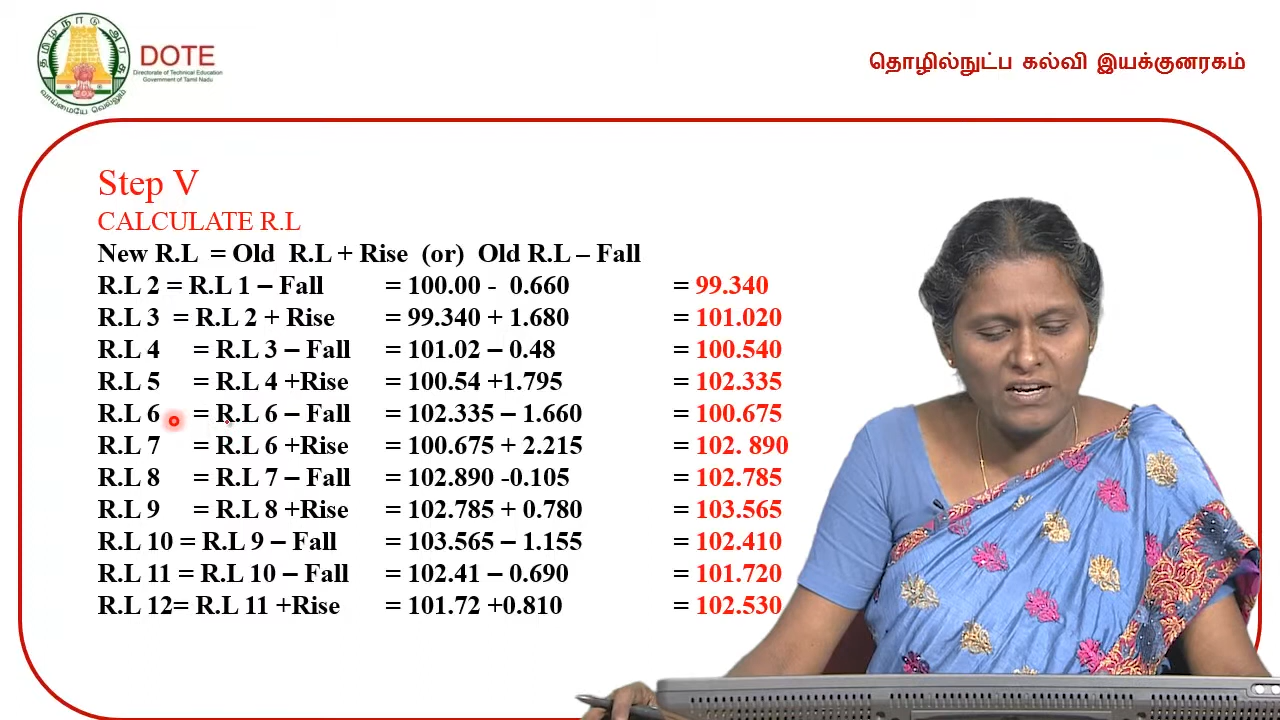 தமிழ்நாடு அரசு
வாய்மையே வெல்லும்
DOTE
Directorate of Technical Education
Government of Tamil Nadu
தொழில்நுட்ப கல்வி இயக்குனரகம்
Step V
CALCULATE R.L
New R.L = Old R.L + Rise (or) Old R.L – Fall
R.L 2 = R.L 1 – Fall = 100.00 - 0.660 = 99.340
R.L 3 = R.L 2 + Rise = 99.340 + 1.680 = 101.020
R.L 4 = R.L 3 – Fall = 101.02 – 0.48 = 100.540
R.L 5 = R.L 4 +Rise = 100.54 +1.795 = 102.335
R.L 6 = R.L 6 – Fall = 102.335 – 1.660 = 100.675
R.L 7 = R.L 6 +Rise = 100.675 + 2.215 = 102. 890
R.L 8 = R.L 7 – Fall = 102.890 -0.105 = 102.785
R.L 9 = R.L 8 +Rise = 102.785 + 0.780 = 103.565
R.L 10 = R.L 9 – Fall = 103.565 – 1.155 = 102.410
R.L 11 = R.L 10 – Fall = 102.41 – 0.690 = 101.720
R.L 12= R.L 11 +Rise = 101.72 +0.810 = 102.530